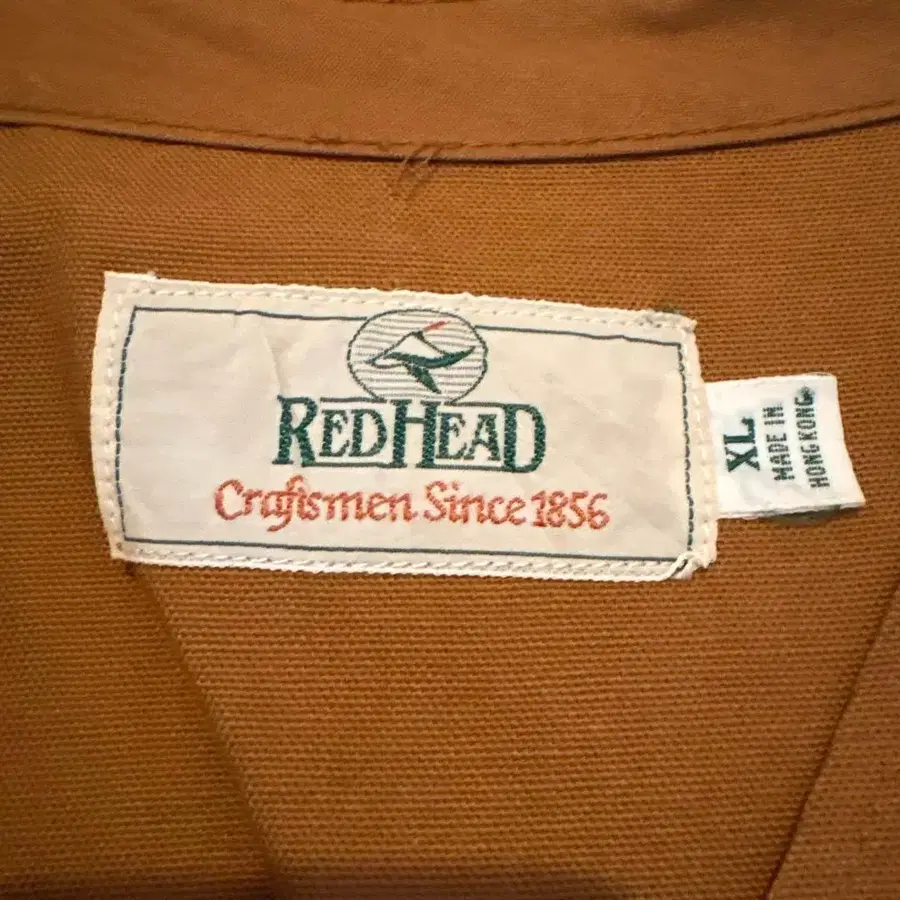 REDHEAD
Craftsmen Since 1856
XL
MADE IN
HONG KONG